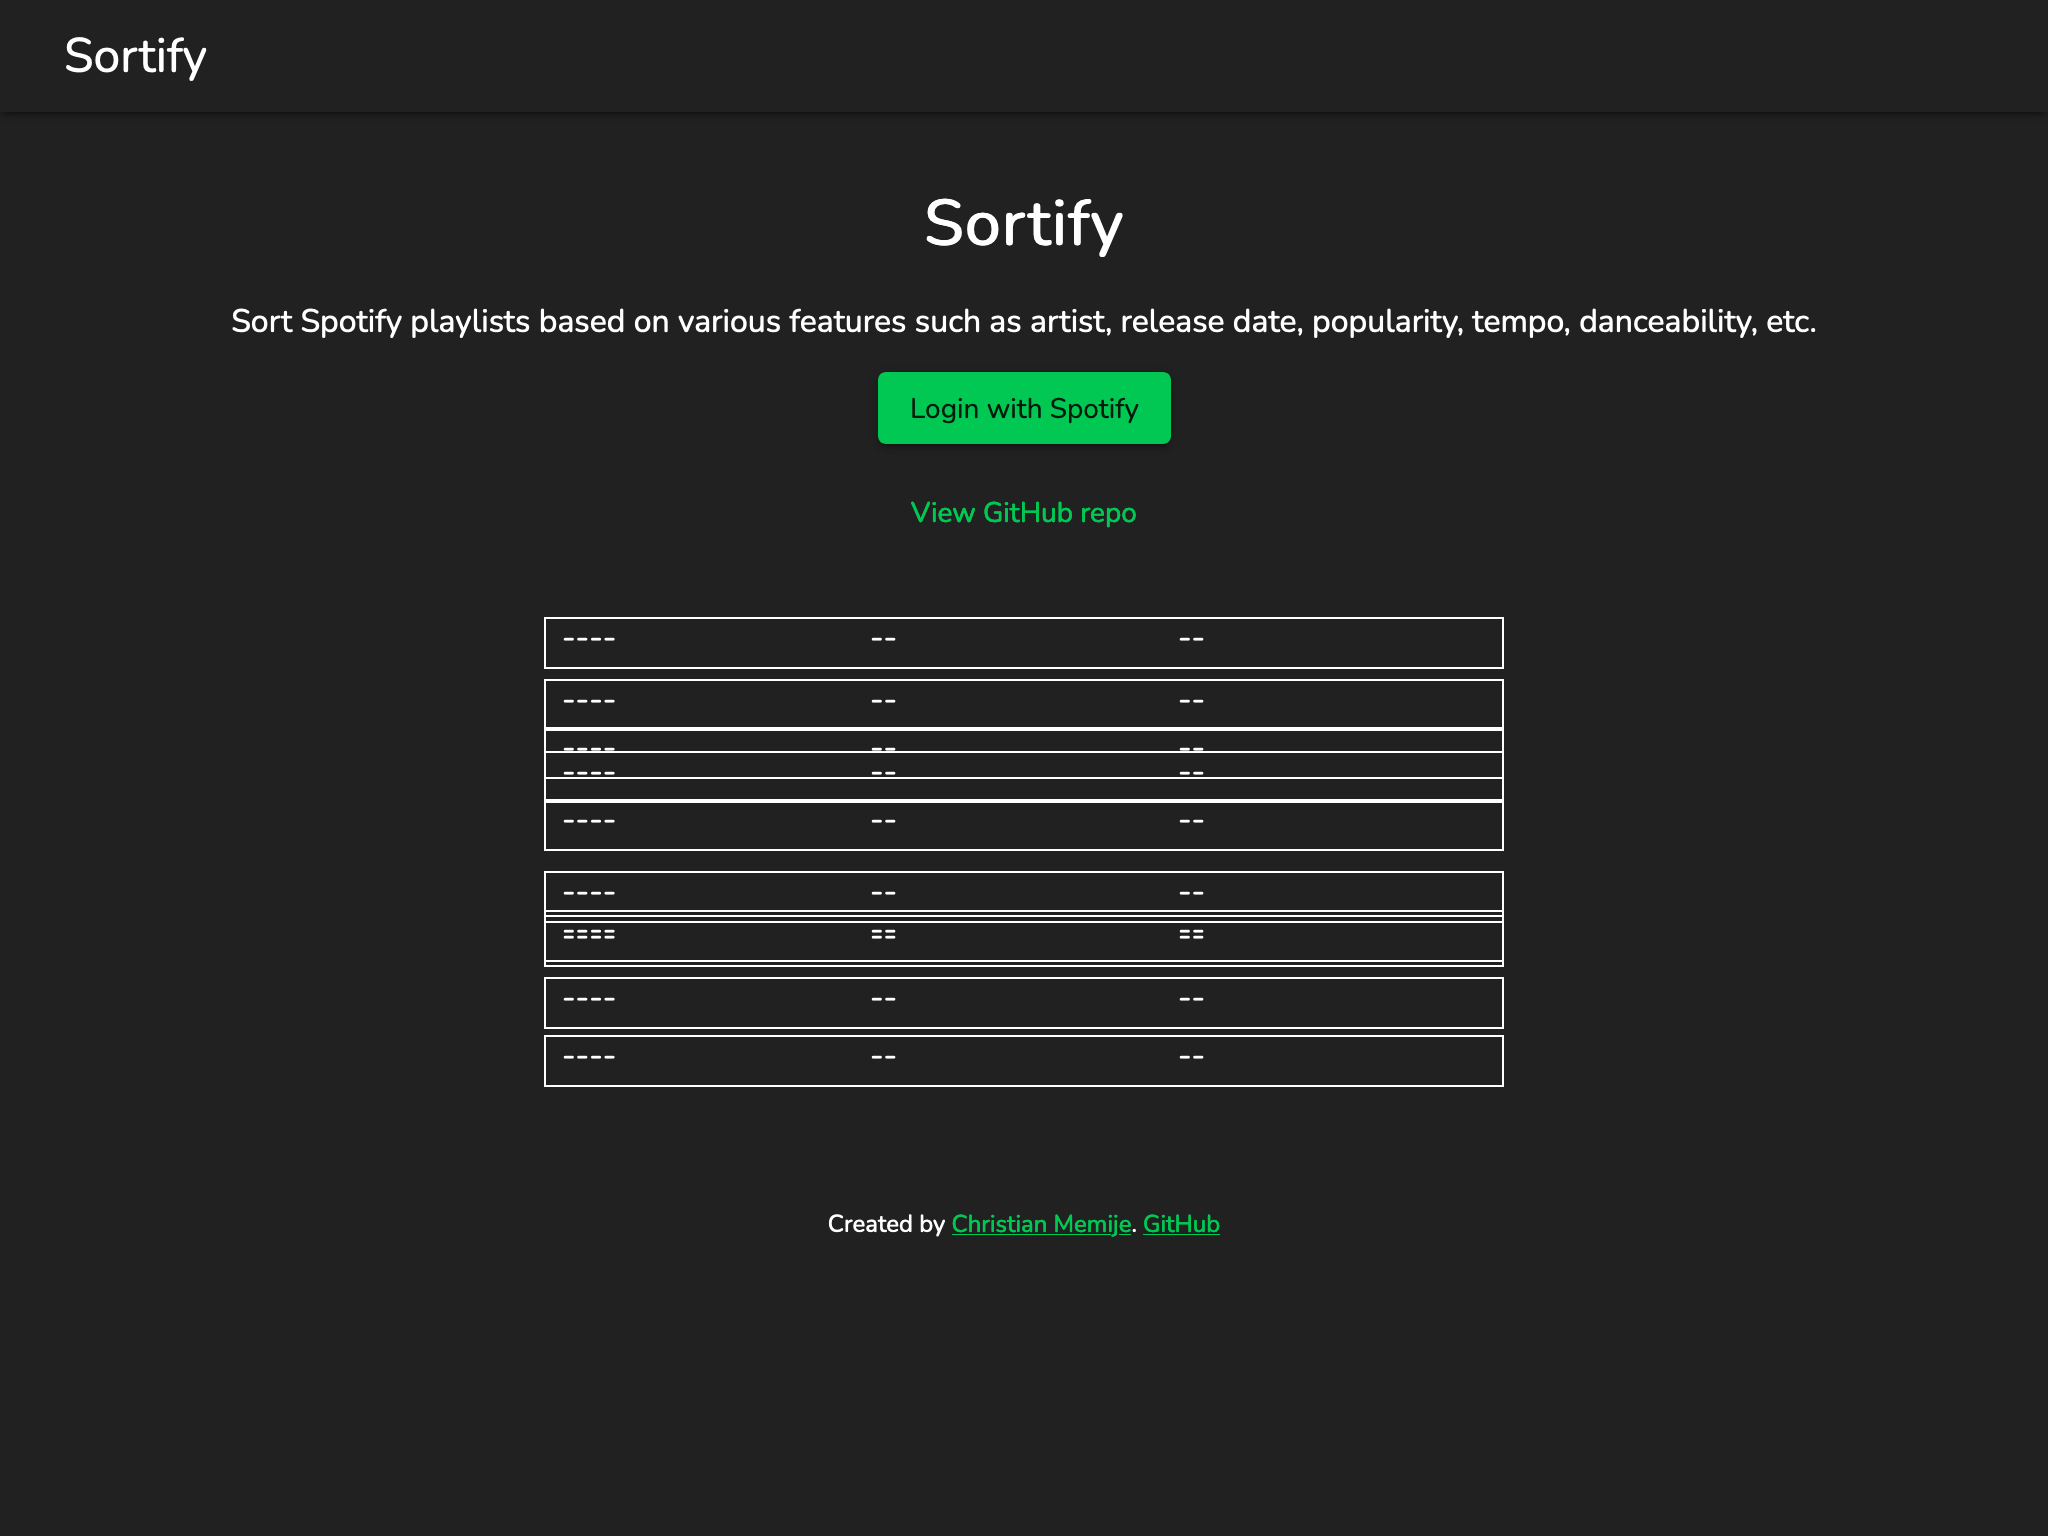 Sortify
Sortify
Sort Spotify playlists based on various features such as artist, release date, popularity, tempo, danceability, etc.
Login with Spotify
View GitHub repo
---- -- --
---- -- --
---- -- --
---- -- --
---- -- --
---- -- --
---- -- --
---- -- --
---- -- --
---- -- --
Created by Christian Memije. GitHub